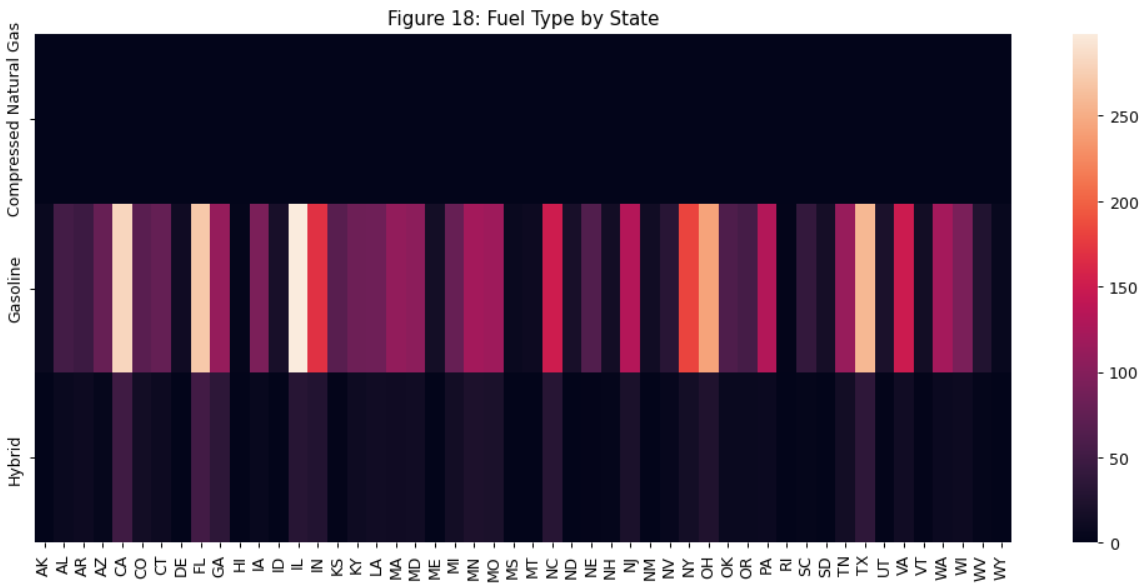 Figure 18: Fuel Type by State
Compressed Natural Gas
Gasoline
Hybrid
AK AL AR AZ CA CO CT DE FL GA HI IA ID IL IN KS KY LA MA MD ME MI MN MO MS MT NC ND NE NH NJ NM NV NY OH OK OR PA RI SC SD TN TX UT VA VT WA WI WV WY
250
200
150
100
50
0